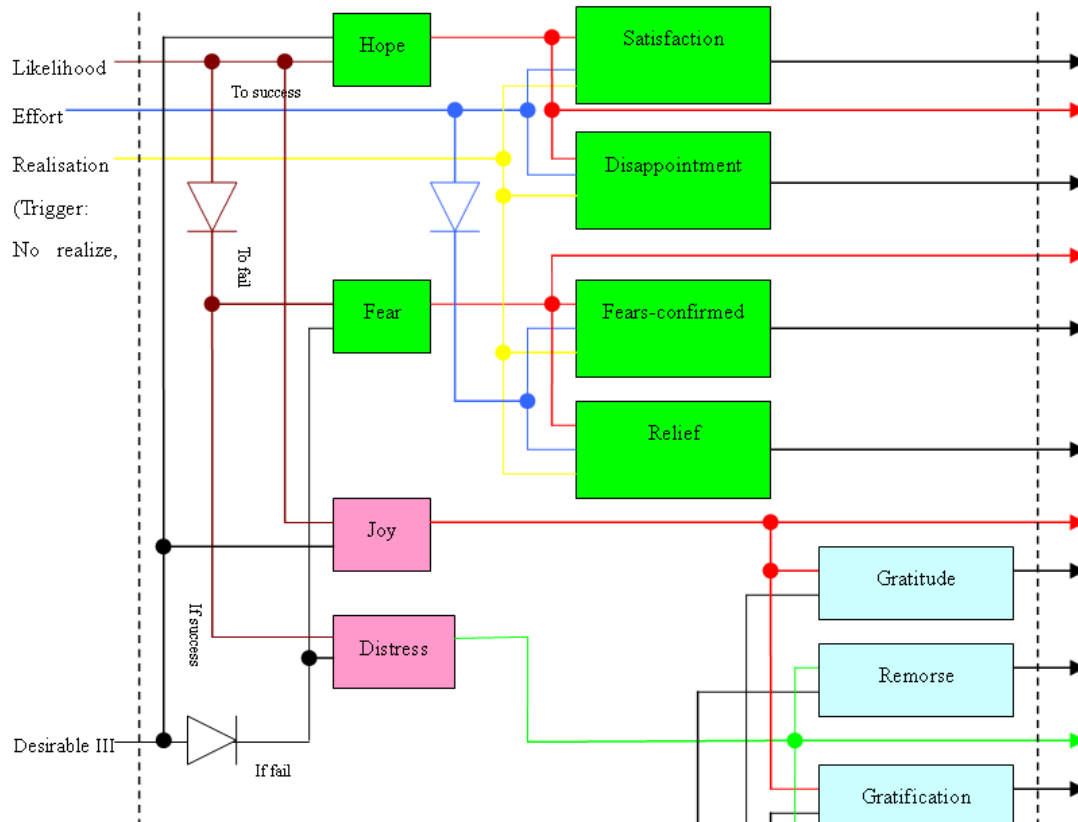 Hope
Satisfaction
Likelihood
To success
Effort
Realisation
Disappointment
(Trigger:
No realize,
To fail
Fear
Fears-confirmed
Relief
Joy
Gratitude
If success
Distress
Remorse
Desirable III
If fail
Gratification